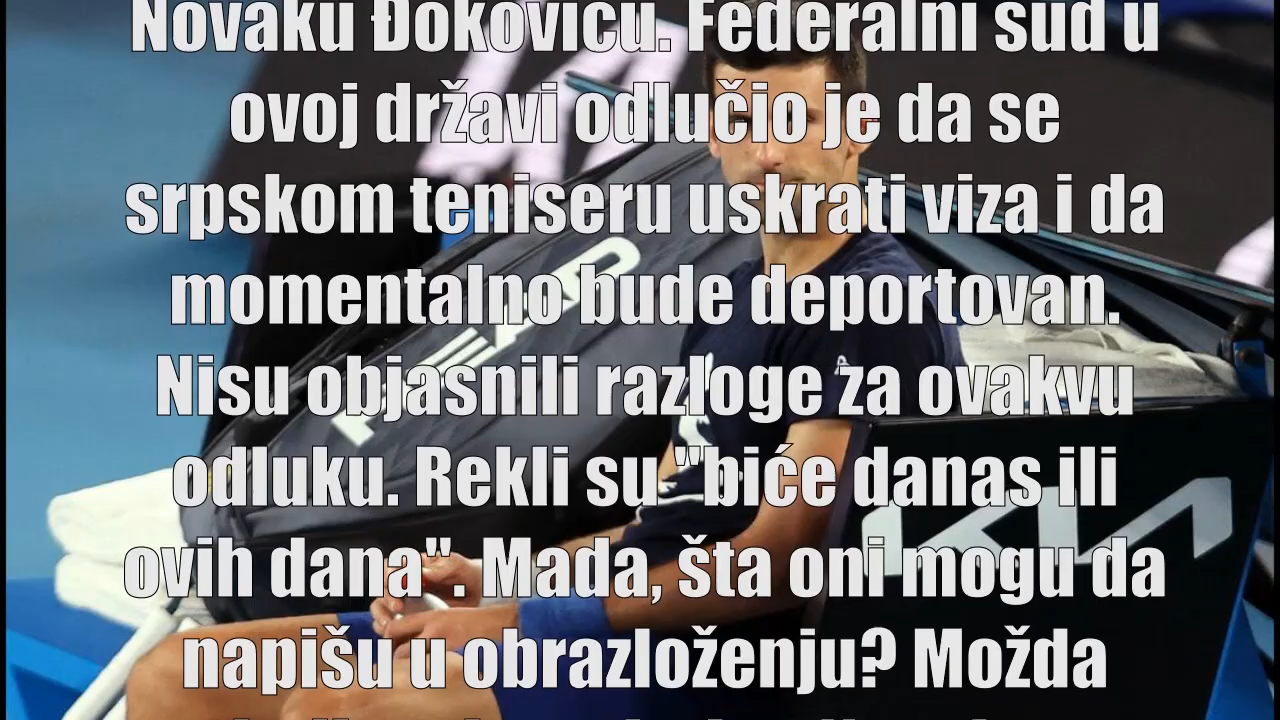 Novaku Đokoviću. Federalni sud u
ovoj državi odlučio je da se
srpskom teniseru uskrati viza i da
momentalno bude deportovan.
Nisu objasnili razloge za ovakvu
odluku. Rekli su "biće danas ili
ovih dana". Mada, šta oni mogu da
napišu u obrazloženju? Možda
HEAD
KIA